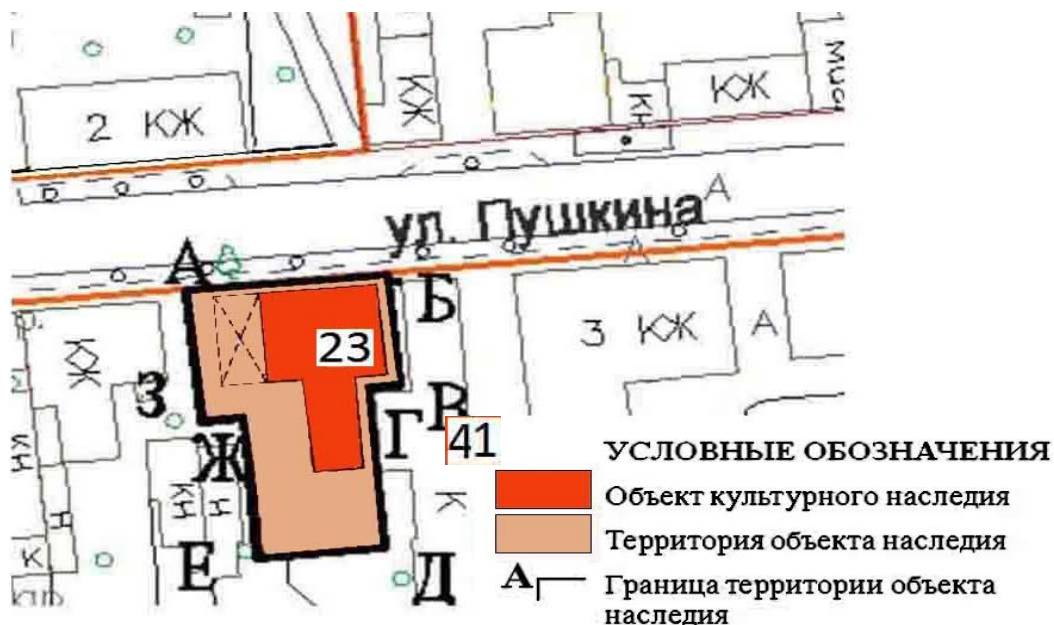 2 КЖ
КЖ
КН
КЖ
ул. Пушкина
А
А
А
Б
23
3 КЖ
А
КЖ
З
В
Г
41
Ж
КН
Н
КН
Н
К
К
Е
Д
УСЛОВНЫЕ ОБОЗНАЧЕНИЯ
Объект культурного наследия
Территория объекта наследия
А
Граница территории объекта
наследия